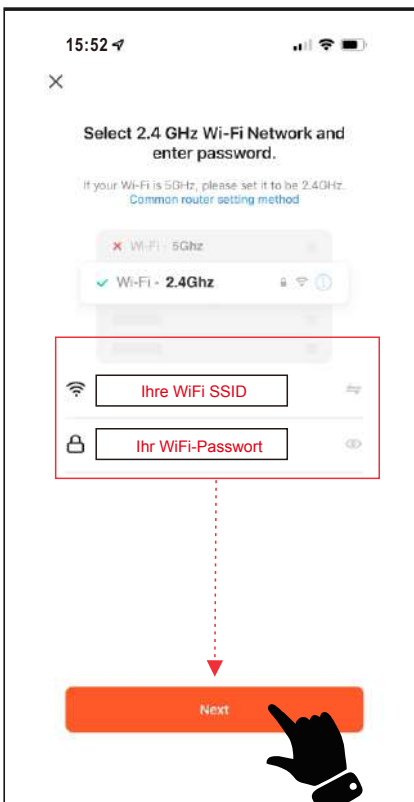 15:52
Select 2.4 GHz Wi-Fi Network and
enter password.
If your Wi-Fi is 5GHz, please set it to be 2.4GHz.
Common router setting method
Wi-Fi - 5Ghz
Wi-Fi - 2.4Ghz
Ihre WiFi SSID
Ihr WiFi-Passwort
Next